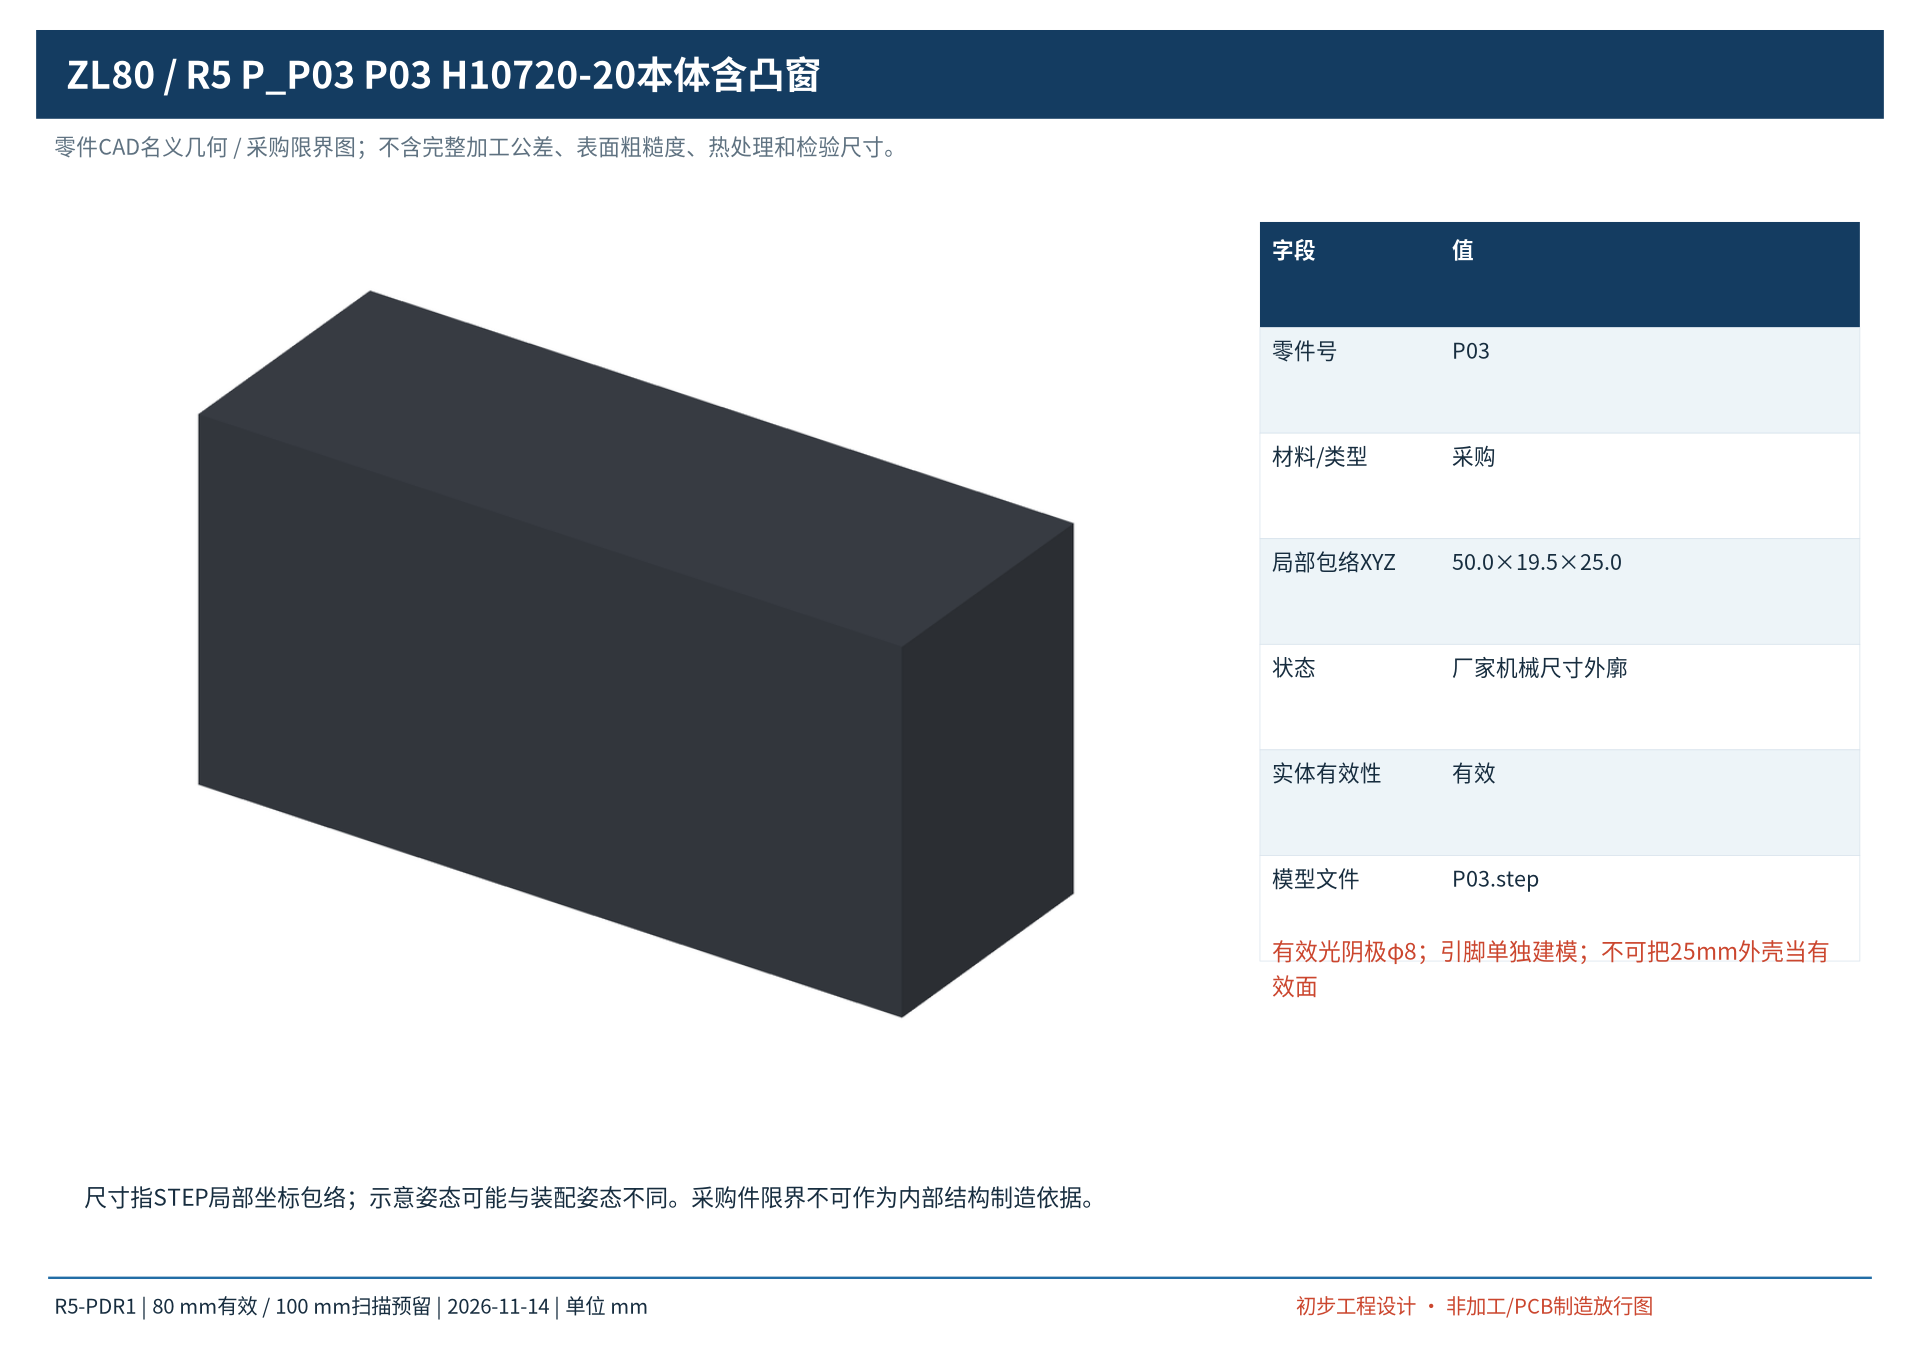 ZL80 / R5 P_P03 P03 H10720-20本体含凸窗
零件CAD名义几何 / 采购限界图；不含完整加工公差、表面粗糙度、热处理和检验尺寸。
字段 值
零件号 P03
材料/类型 采购
局部包络XYZ 50.0×19.5×25.0
状态 厂家机械尺寸外廓
实体有效性 有效
模型文件 P03.step
有效光阴极φ8；引脚单独建模；不可把25mm外壳当有
效面
尺寸指STEP局部坐标包络；示意姿态可能与装配姿态不同。采购件限界不可作为内部结构制造依据。
R5-PDR1 | 80 mm有效 / 100 mm扫描预留 | 2026-11-14 | 单位 mm
初步工程设计 · 非加工/PCB制造放行图